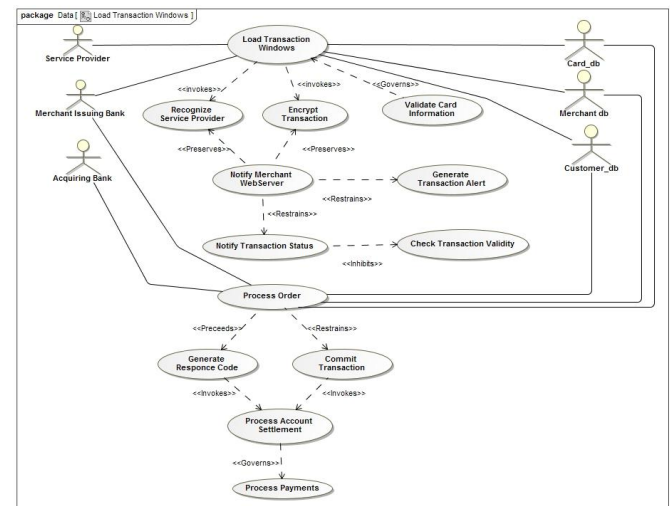 package Data [ Load Transaction Windows ]
Load Transaction
Windows
Service Provider
Card_db
<<invokes>>
<<invokes>>
<<Governs>>
Merchant Issuing Bank
Recognize
Service Provider
Encrypt
Transaction
Validate Card
Information
Merchant db
<<Preserves>>
<<Preserves>>
Acquiring Bank
Notify Merchant
WebServer
Generate
Transaction Alert
Customer_db
<<Restrains>>
<<Restrains>>
Notify Transaction Status
Check Transaction Validity
<<Inhibits>>
Process Order
<<Preceeds>>
<<Restrains>>
Generate
Responce Code
Commit
Transaction
<<Invokes>>
<<Invokes>>
Process Account
Settlement
<<Governs>>
Process Payments